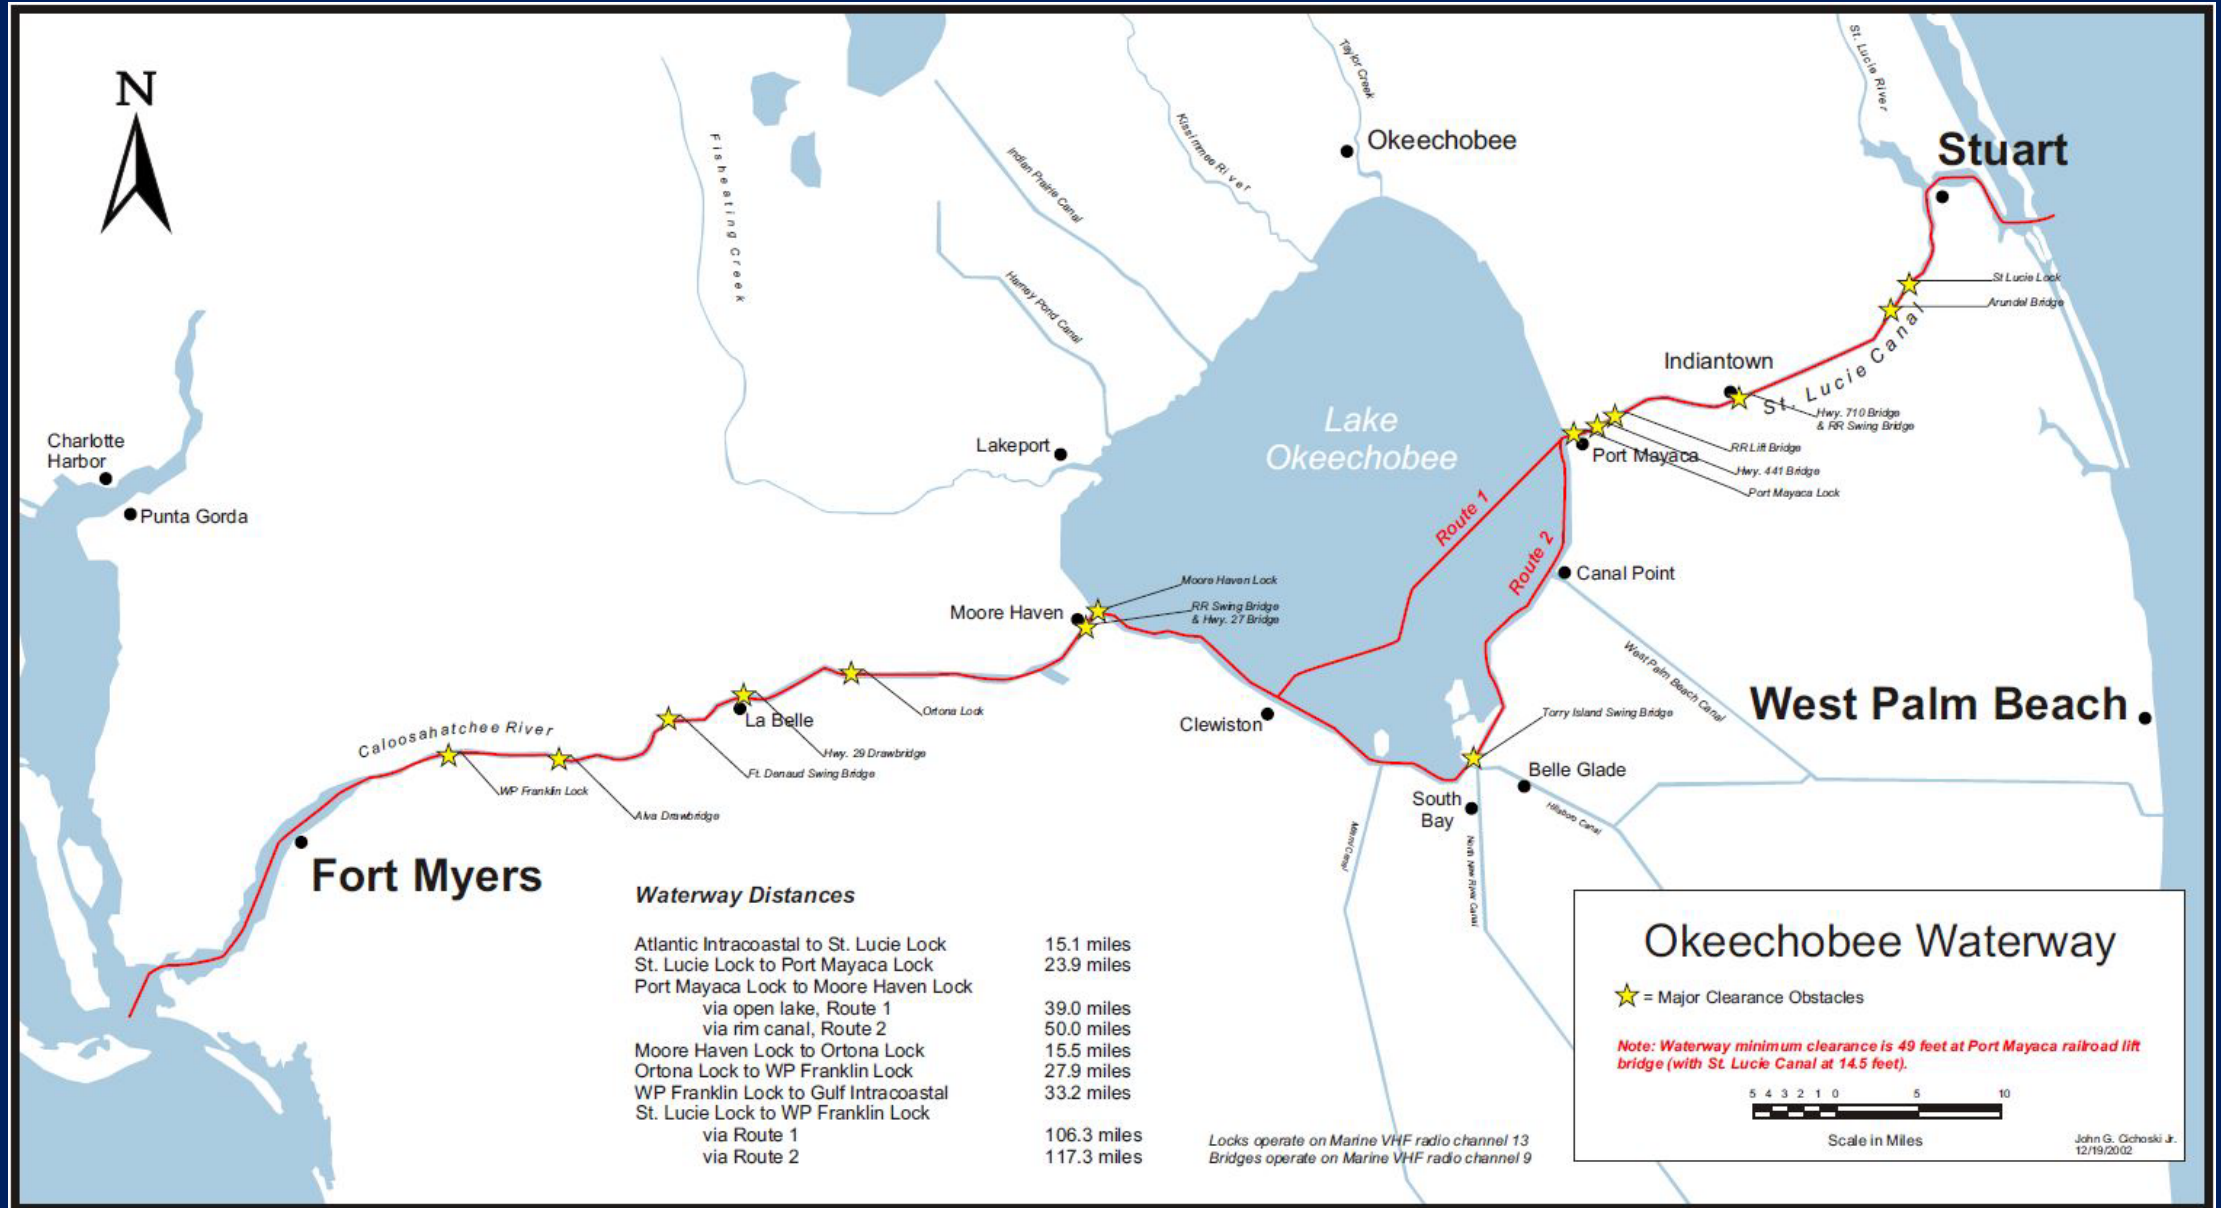 N
Taylor Creek
St. Lucie River
Okeechobee
Stuart
Kissimmee River
Fisheating Creek
Indian Prairie Canal
Harney Pond Canal
St Lucie Lock
Arundel Bridge
Indiantown
St. Lucie Canal
Hwy. 710 Bridge
& RR Swing Bridge
Charlotte
Harbor
Lakeport
Lake
Okeechobee
Port Mayaca
RR Lift Bridge
Hwy. 441 Bridge
Port Mayaca Lock
Punta Gorda
Route 1
Route 2
Canal Point
Moore Haven Lock
Moore Haven
RR Swing Bridge
& Hwy. 27 Bridge
West Palm Beach Canal
West Palm Beach
Ortona Lock
La Belle
Clewiston
Torry Island Swing Bridge
Caloosahatchee River
Hwy. 29 Drawbridge
Ft. Denaud Swing Bridge
Belle Glade
WP Franklin Lock
Alva Drawbridge
South
Bay
Hillsboro Canal
Miami Canal
North New River Canal
Fort Myers
Waterway Distances
Atlantic Intracoastal to St. Lucie Lock 15.1 miles
St. Lucie Lock to Port Mayaca Lock 23.9 miles
Port Mayaca Lock to Moore Haven Lock
via open lake, Route 1 39.0 miles
via rim canal, Route 2 50.0 miles
Moore Haven Lock to Ortona Lock 15.5 miles
Ortona Lock to WP Franklin Lock 27.9 miles
WP Franklin Lock to Gulf Intracoastal 33.2 miles
St. Lucie Lock to WP Franklin Lock
via Route 1 106.3 miles
via Route 2 117.3 miles
Locks operate on Marine VHF radio channel 13
Bridges operate on Marine VHF radio channel 9
Okeechobee Waterway
= Major Clearance Obstacles
Note: Waterway minimum clearance is 49 feet at Port Mayaca railroad lift
bridge (with St. Lucie Canal at 14.5 feet).
5 4 3 2 1 0 5 10
Scale in Miles
John G. Cichoski Jr.
12/19/2002